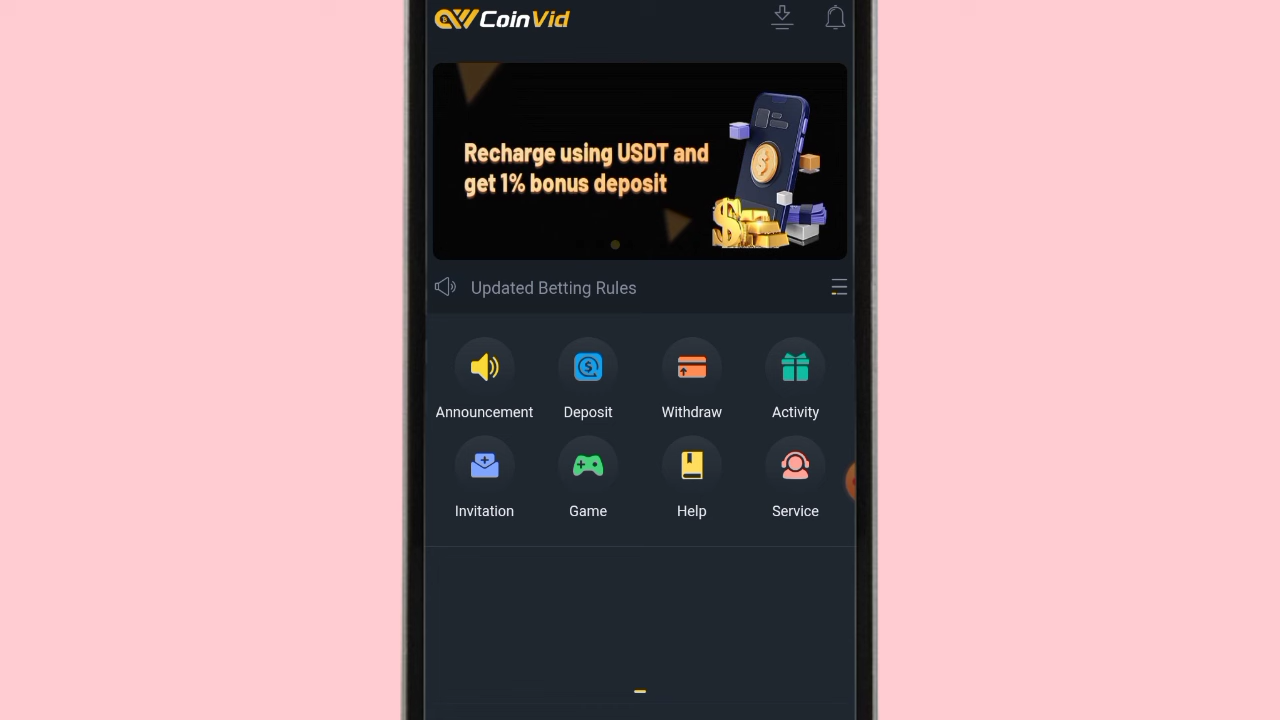 CoinVid
Recharge using USDT and
get 1% bonus deposit
Updated Betting Rules
Announcement
Deposit
Withdraw
Activity
Invitation
Game
Help
Service